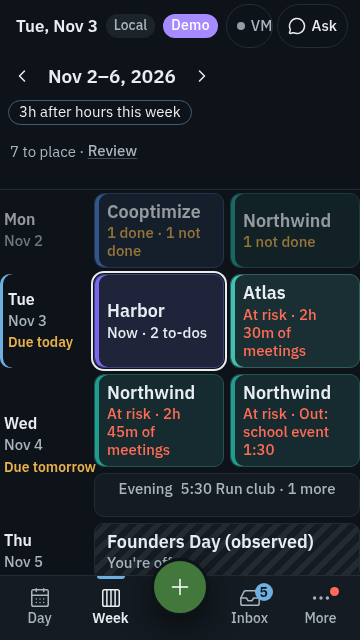 Tue, Nov 3 Local Demo VM Ask
Nov 2–6, 2026
3h after hours this week
7 to place · Review
Mon
Nov 2
Cooptimize
1 done · 1 not
done
Northwind
1 not done
Tue
Nov 3
Due today
Harbor
Now · 2 to-dos
Atlas
At risk · 2h
30m of
meetings
Wed
Nov 4
Due tomorrow
Northwind
At risk · 2h
45m of
meetings
Northwind
At risk · Out:
school event
1:30
Evening 5:30 Run club · 1 more
Thu
Nov 5
Founders Day (observed)
You're of
Day
Week
Inbox
5
More